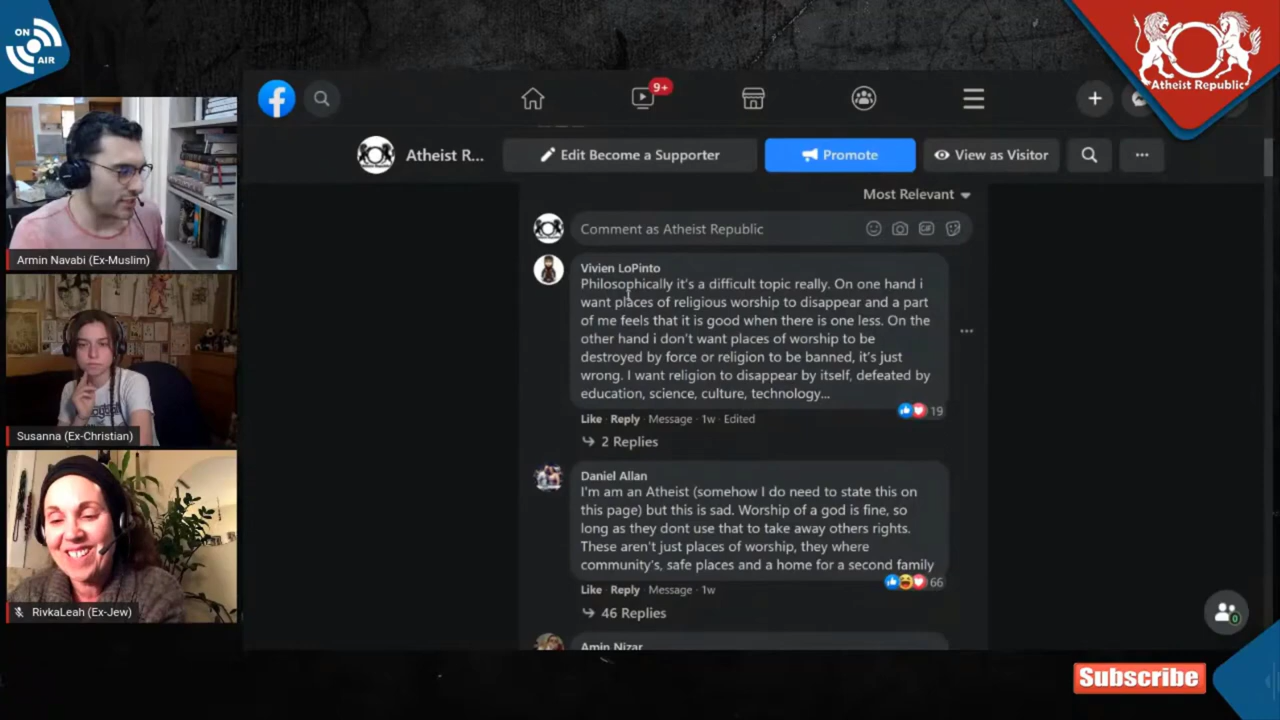 ON
AIR
Atheist Republic
9+
Atheist R...
Edit Become a Supporter
Promote
View as Visitor
Most Relevant
Comment as Atheist Republic
GIF
Vivien LoPinto
Philosophically it's a difficult topic really. On one hand i
want places of religious worship to disappear and a part
of me feels that it is good when there is one less. On the
other hand i don't want places of worship to be
destroyed by force or religion to be banned, it's just
wrong. I want religion to disappear by itself, defeated by
education, science, culture, technology...
19
Like · Reply · Message · 1w · Edited
2 Replies
Daniel Allan
I'm am an Atheist (somehow I do need to state this on
this page) but this is sad. Worship of a god is fine, so
long as they dont use that to take away others rights.
These aren't just places of worship, they where
community's, safe places and a home for a second family
66
Like · Reply · Message · 1w
46 Replies
Amin Nizar
Armin Navabi (Ex-Muslim)
Susanna (Ex-Christian)
RivkaLeah (Ex-Jew)
0
Subscribe